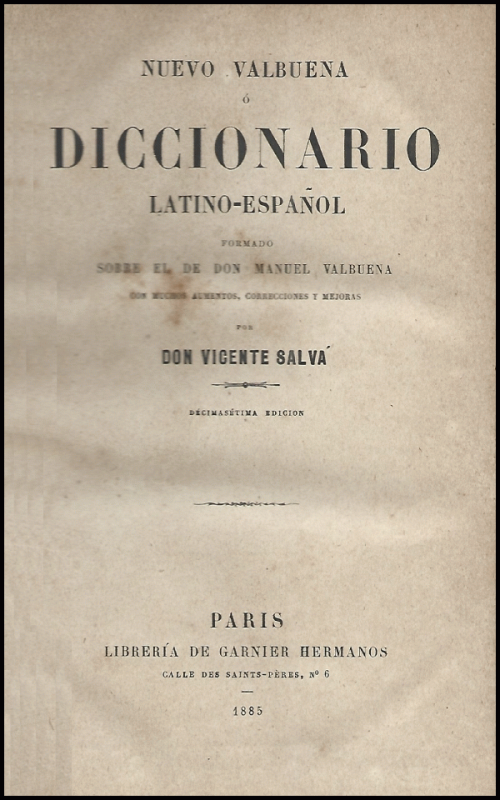 NUEVO VALBUENA
Ó
DICCIONARIO
LATINO-ESPAÑOL
FORMADO
SOBRE EL DE DON MANUEL VALBUENA
CON MUCHOS AUMENTOS, CORRECCIONES Y MEJORAS
POR
DON VICENTE SALVÁ
DÉCIMASÉTIMA EDICION
PARIS
LIBRERÍA DE GARNIER HERMANOS
CALLE DES SAINTS-PÈRES, Nº 6
1885